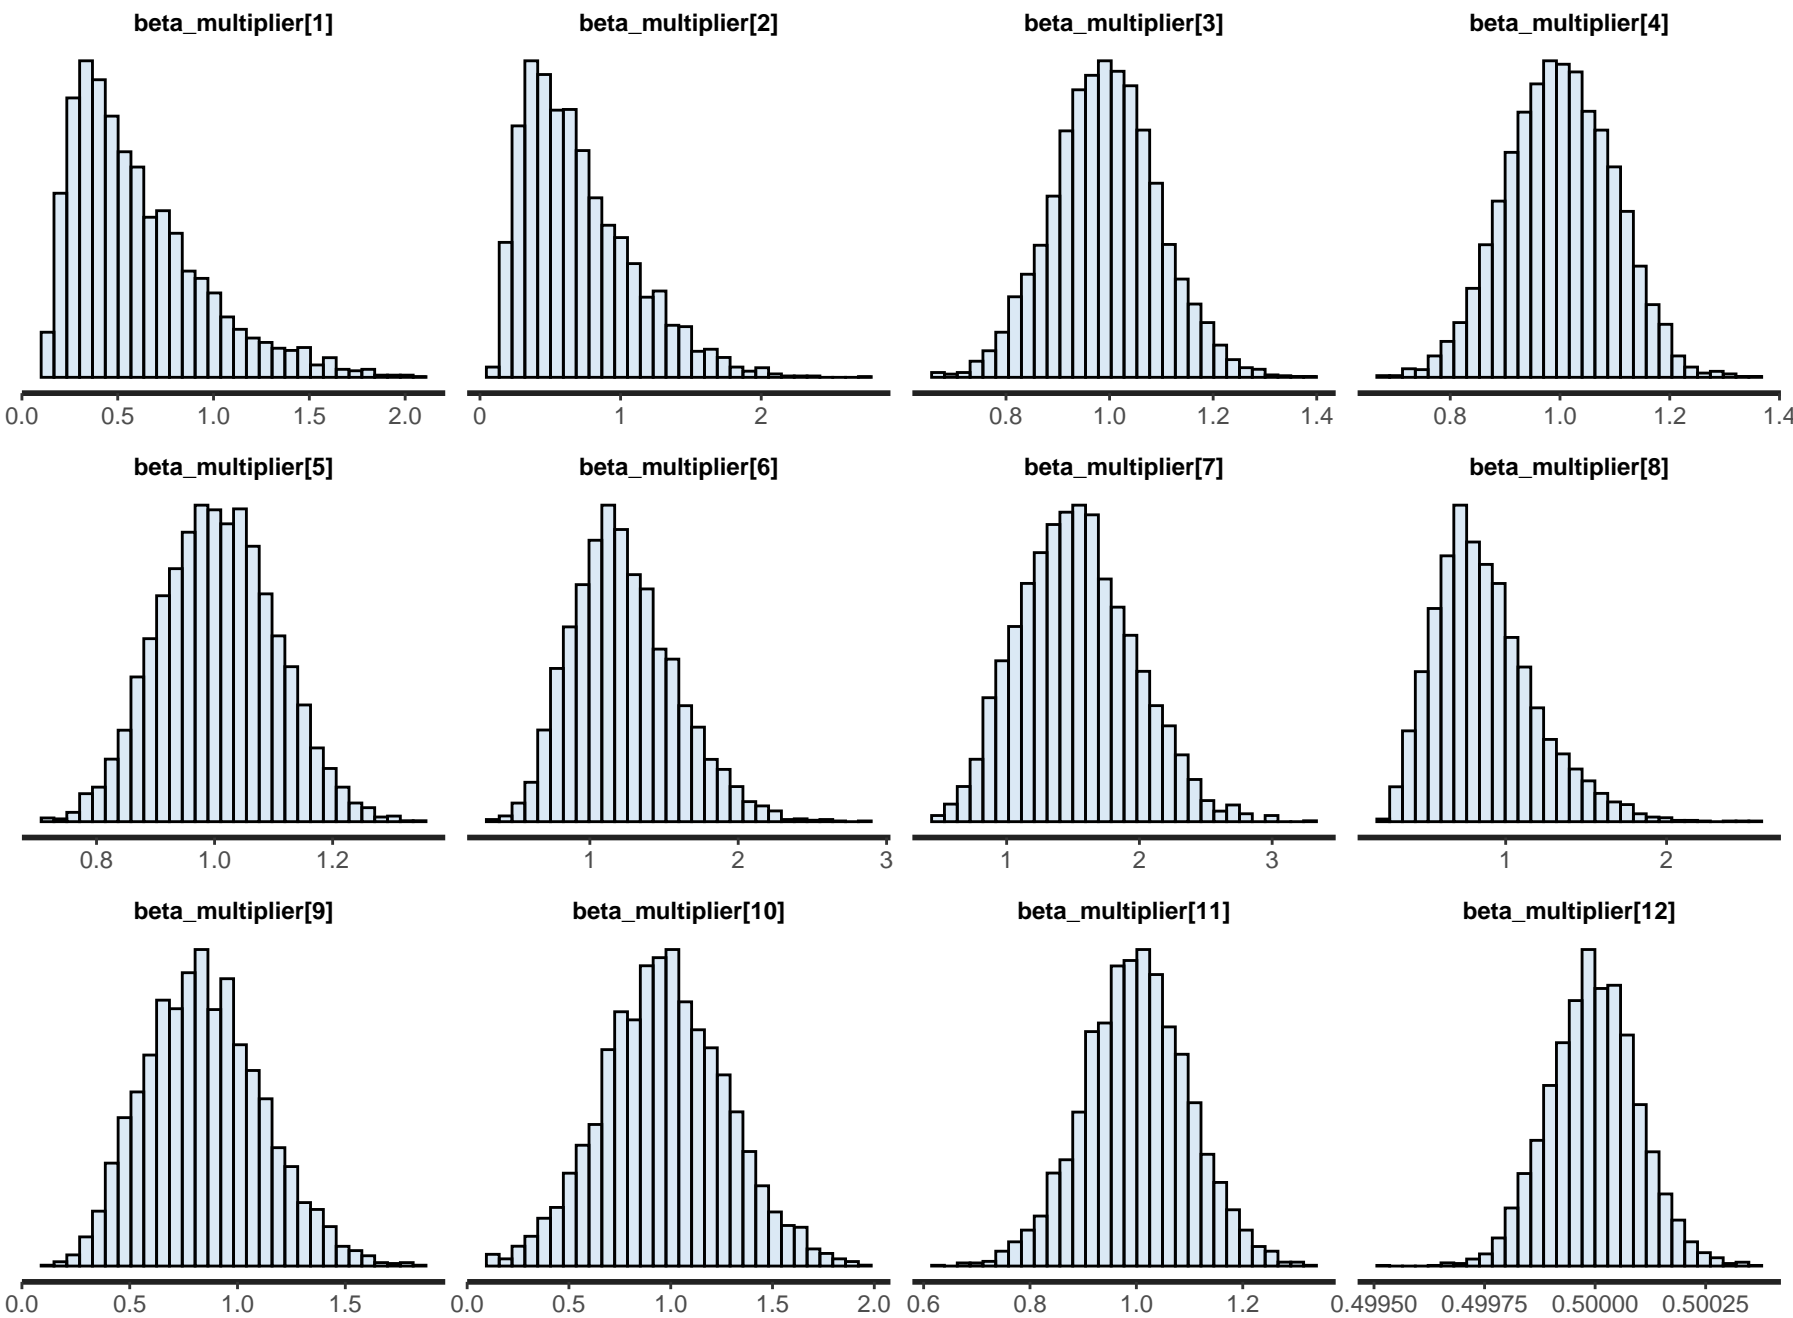 beta_multiplier[1] beta_multiplier[2] beta_multiplier[3] beta_multiplier[4]
0.0 0.5 1.0 1.5 2.0 0 1 2 0.8 1.0 1.2 1.4 0.8 1.0 1.2 1.4
beta_multiplier[5] beta_multiplier[6] beta_multiplier[7] beta_multiplier[8]
0.8 1.0 1.2 1 2 3 1 2 3 1 2
beta_multiplier[9] beta_multiplier[10] beta_multiplier[11] beta_multiplier[12]
0.0 0.5 1.0 1.5 0.0 0.5 1.0 1.5 2.0 0.6 0.8 1.0 1.2 0.49950 0.49975 0.50000 0.50025